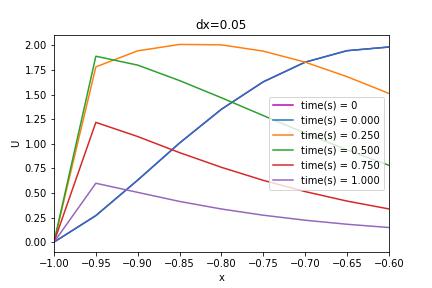 dx=0.05
2.00
1.75
1.50
1.25
1.00
0.75
0.50
0.25
0.00
U
time(s) = 0
time(s) = 0.000
time(s) = 0.250
time(s) = 0.500
time(s) = 0.750
time(s) = 1.000
−1.00 −0.95 −0.90 −0.85 −0.80 −0.75 −0.70 −0.65 −0.60
x